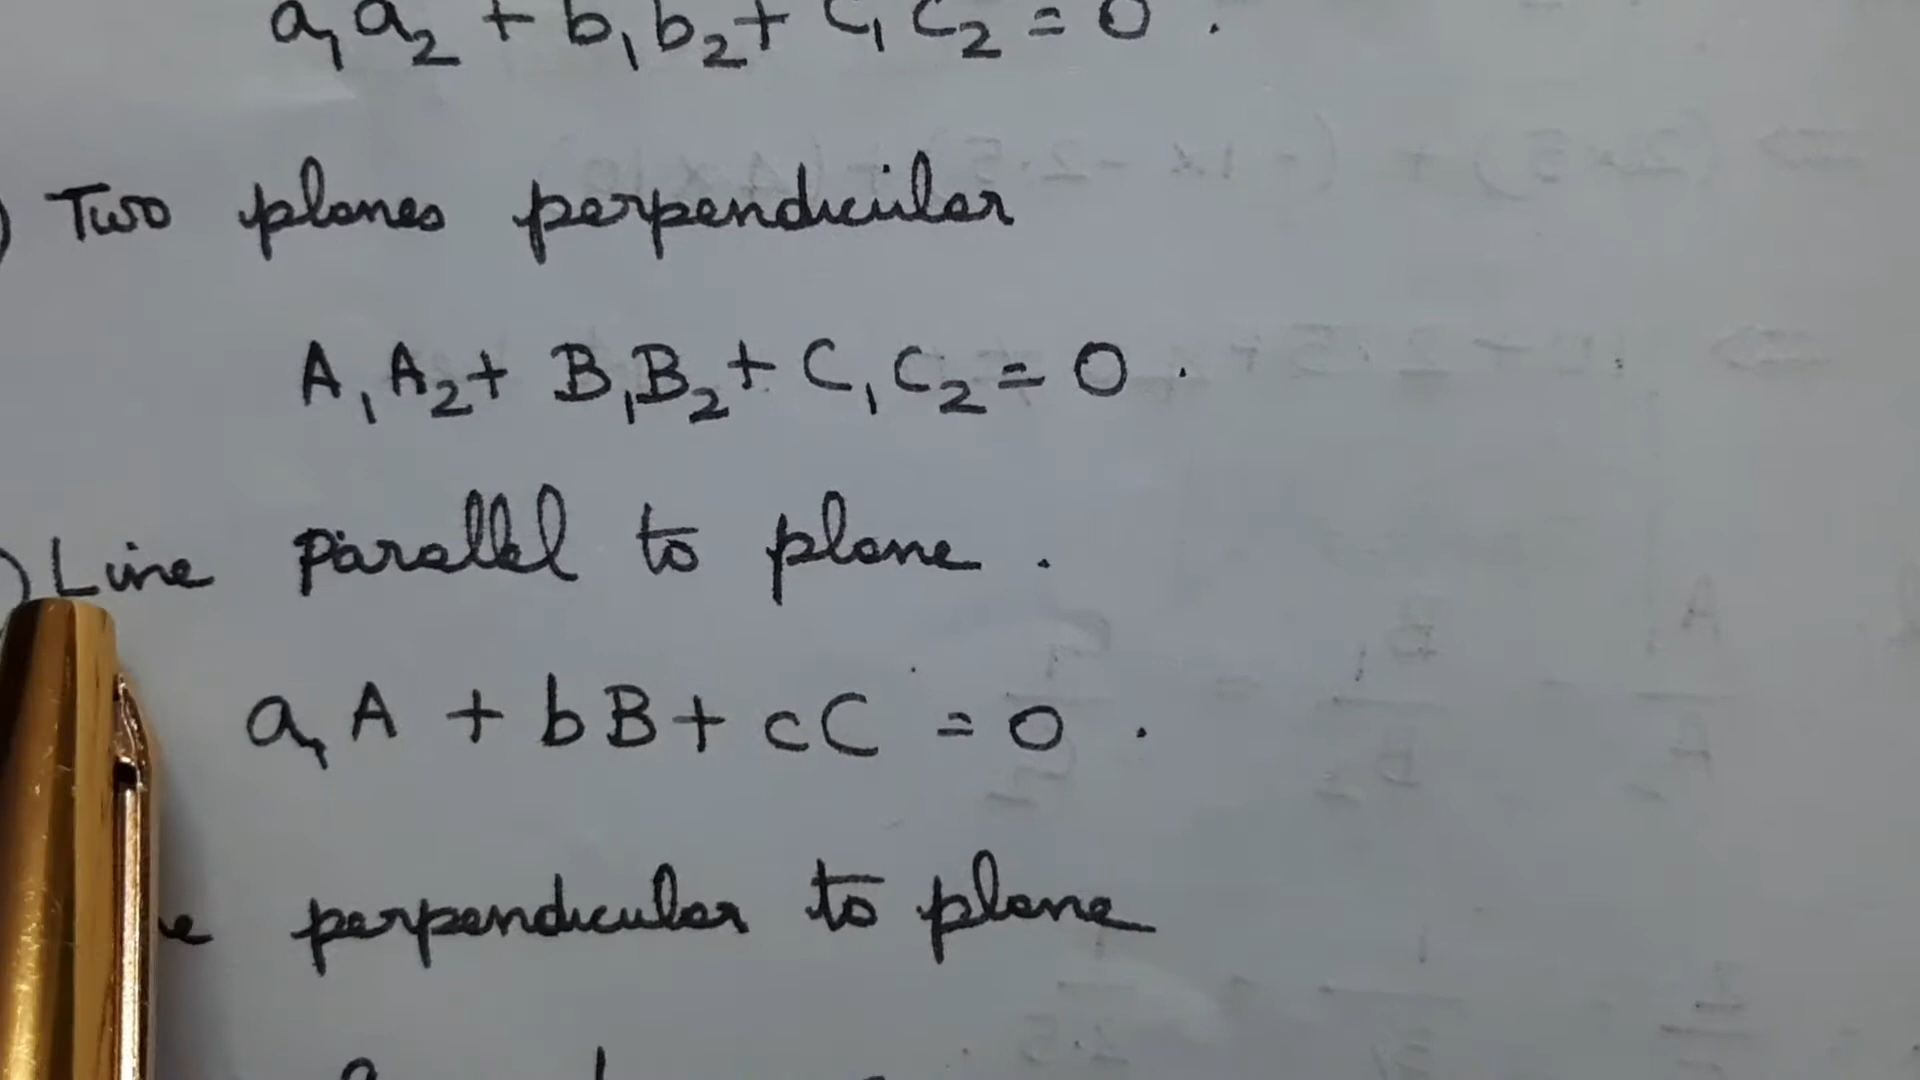 a₁a₂ + b₁b₂ + c₁c₂ = 0 .
) Two planes perpendicular
A₁A₂ + B₁B₂ + C₁C₂ = 0 .
) Line parallel to plane .
a₁A + bB + cC = 0 .
perpendicular to plane